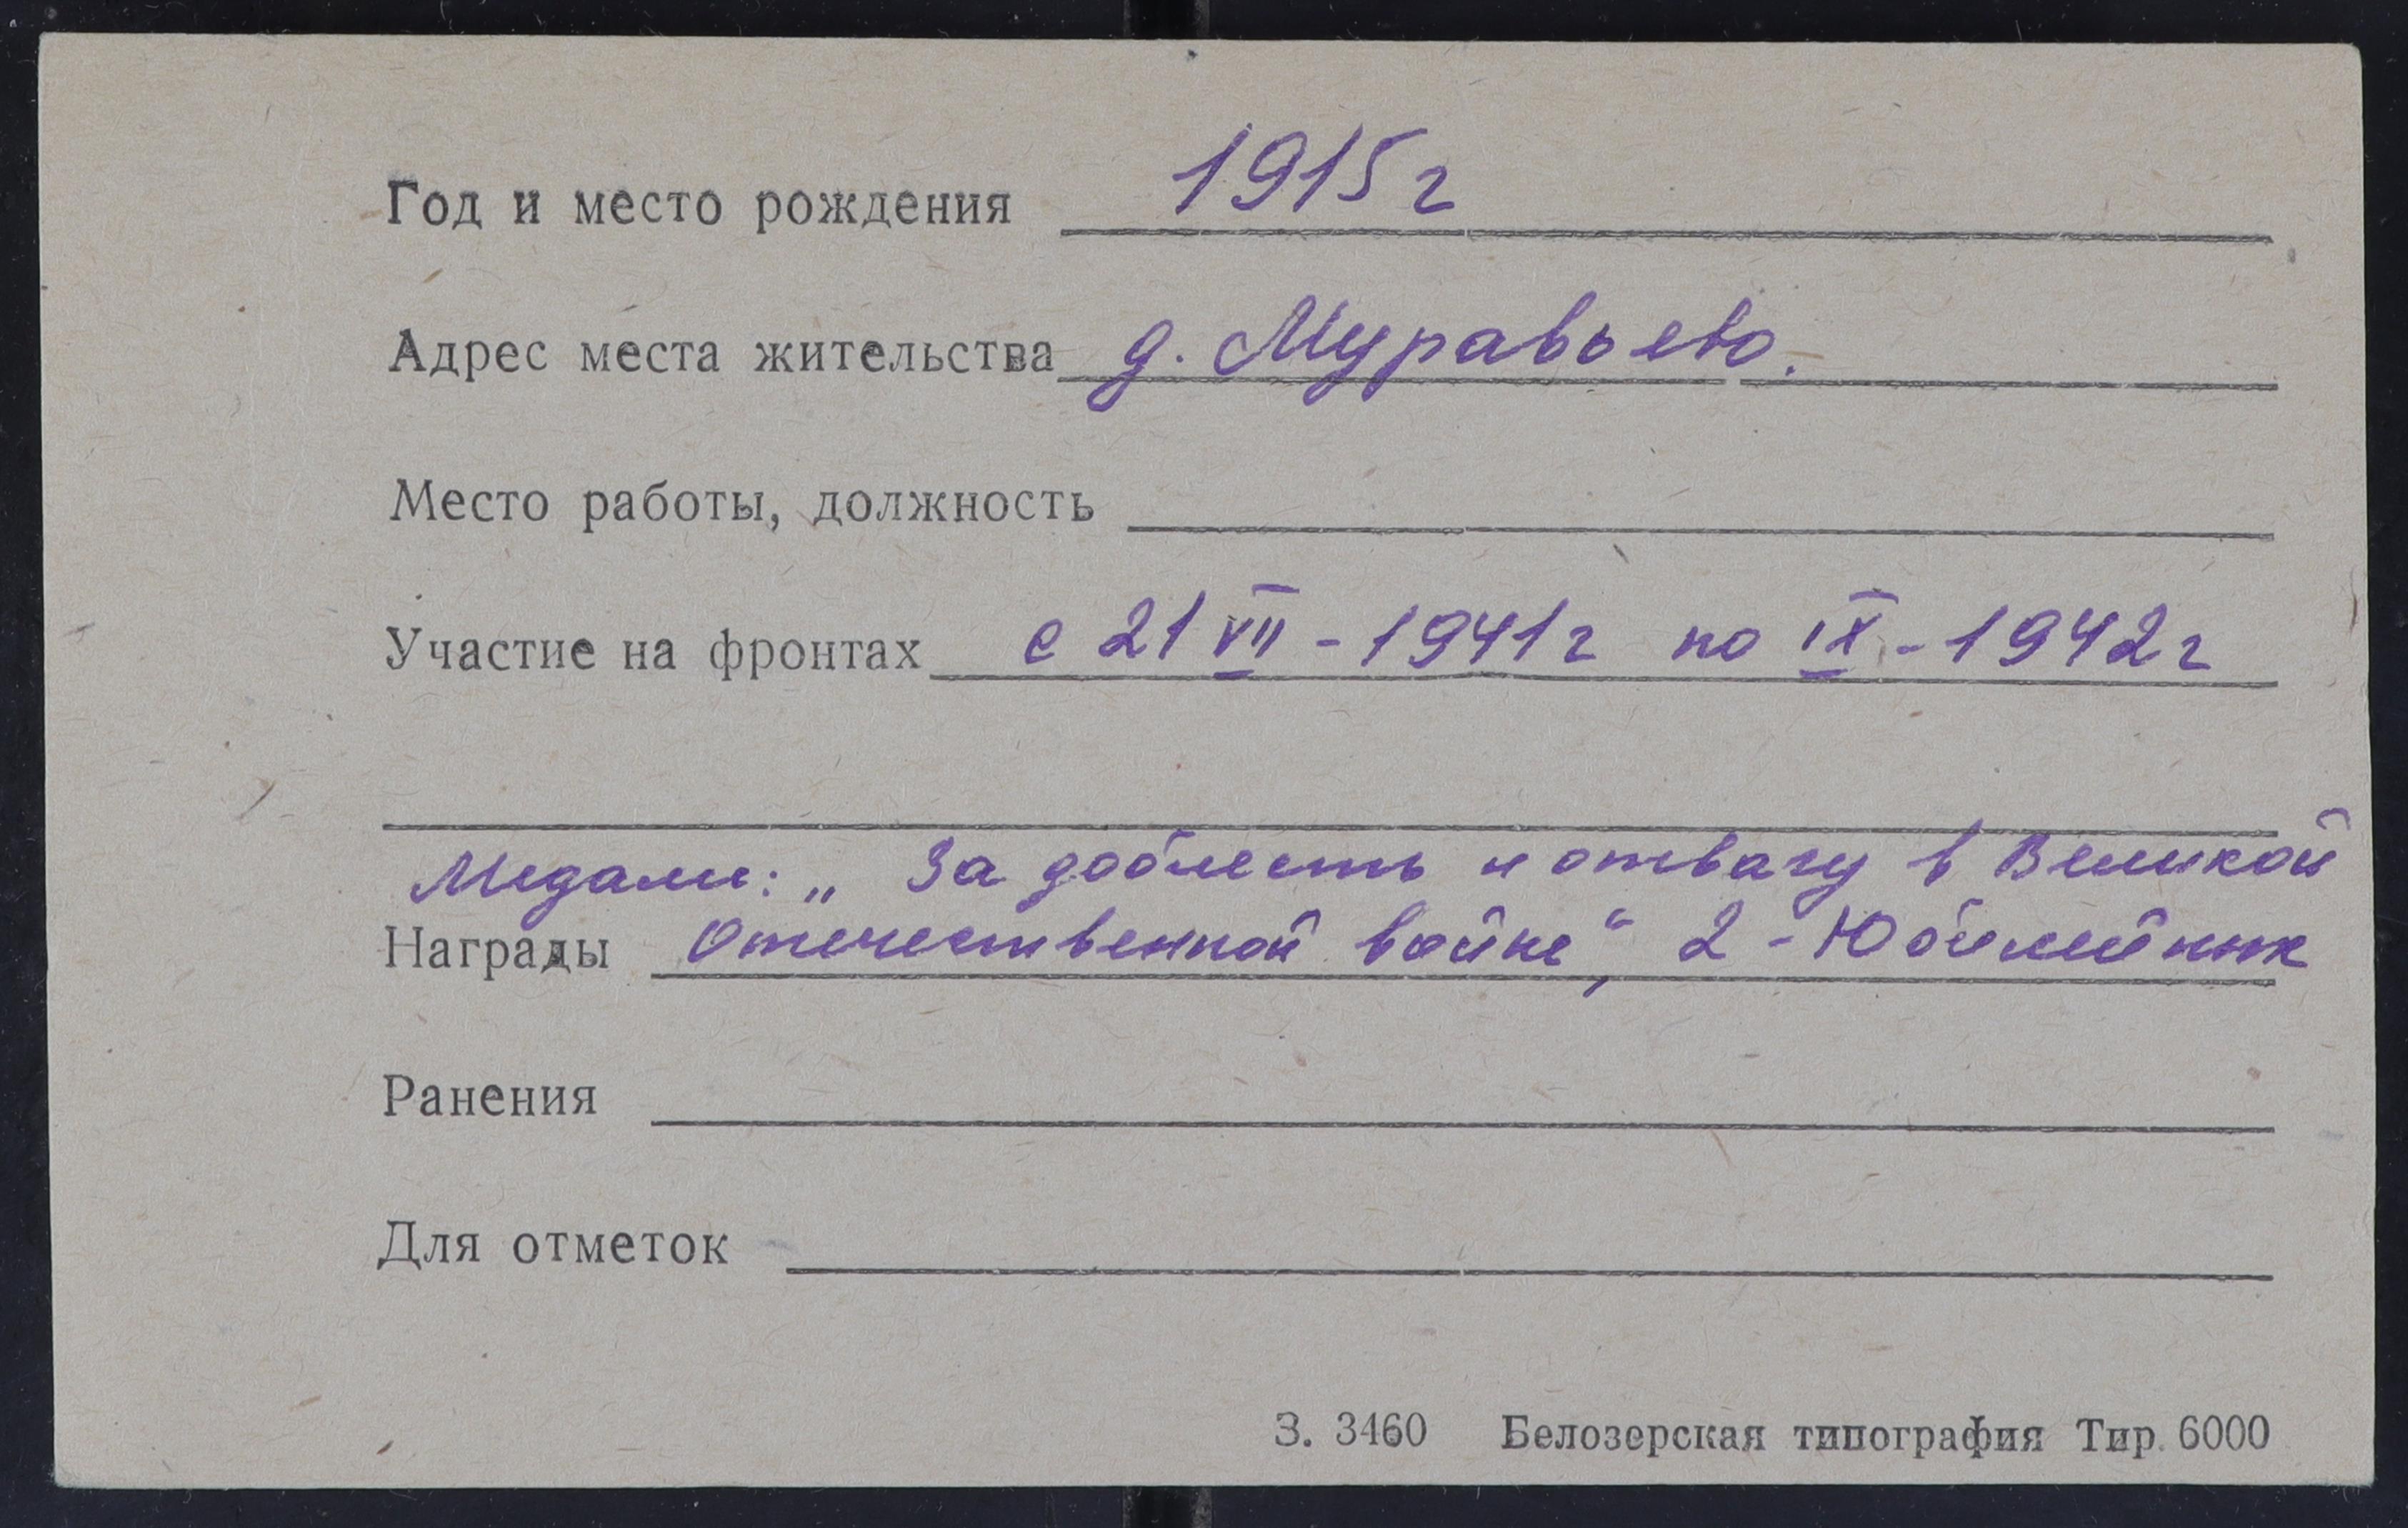 Год и место рождения 1915 г
Адрес места жительства д. Муравьево.
Место работы, должность
Участие на фронтах с 21 VII - 1941 г по IX - 1942 г
Медали: „За доблесть и отвагу в Великой
Награды Отечественной войне“, 2 - Юбилейных
Ранения
Для отметок
З. 3460 Белозерская типография Тир. 6000